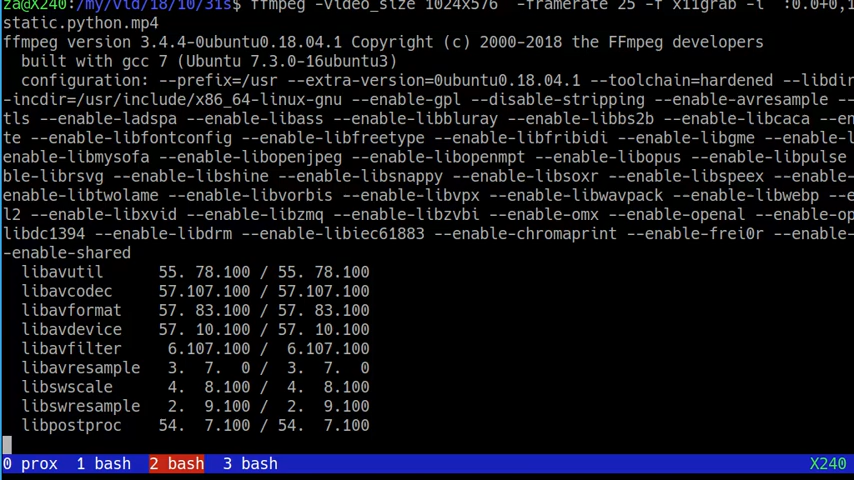 za@X240:/my/vid/18/10/31s$ ffmpeg -video_size 1024x576  -framerate 25 -f x11grab -i  :0.0+0,1
static.python.mp4
ffmpeg version 3.4.4-0ubuntu0.18.04.1 Copyright (c) 2000-2018 the FFmpeg developers
  built with gcc 7 (Ubuntu 7.3.0-16ubuntu3)
  configuration: --prefix=/usr --extra-version=0ubuntu0.18.04.1 --toolchain=hardened --libdir
-incdir=/usr/include/x86_64-linux-gnu --enable-gpl --disable-stripping --enable-avresample --
tls --enable-ladspa --enable-libass --enable-libbluray --enable-libbs2b --enable-libcaca --en
te --enable-libfontconfig --enable-libfreetype --enable-libfribidi --enable-libgme --enable-
enable-libmysofa --enable-libopenjpeg --enable-libopenmpt --enable-libopus --enable-libpulse
ble-librsvg --enable-libshine --enable-libsnappy --enable-libsoxr --enable-libspeex --enable-
enable-libtwolame --enable-libvorbis --enable-libvpx --enable-libwavpack --enable-libwebp --e
l2 --enable-libxvid --enable-libzmq --enable-libzvbi --enable-omx --enable-openal --enable-op
libdc1394 --enable-libdrm --enable-libiec61883 --enable-chromaprint --enable-frei0r --enable-
-enable-shared
  libavutil      55. 78.100 / 55. 78.100
  libavcodec     57.107.100 / 57.107.100
  libavformat    57. 83.100 / 57. 83.100
  libavdevice    57. 10.100 / 57. 10.100
  libavfilter     6.107.100 /  6.107.100
  libavresample   3.  7.  0 /  3.  7.  0
  libswscale      4.  8.100 /  4.  8.100
  libswresample   2.  9.100 /  2.  9.100
  libpostproc    54.  7.100 / 54.  7.100
0 prox  1 bash  2 bash  3 bash X240